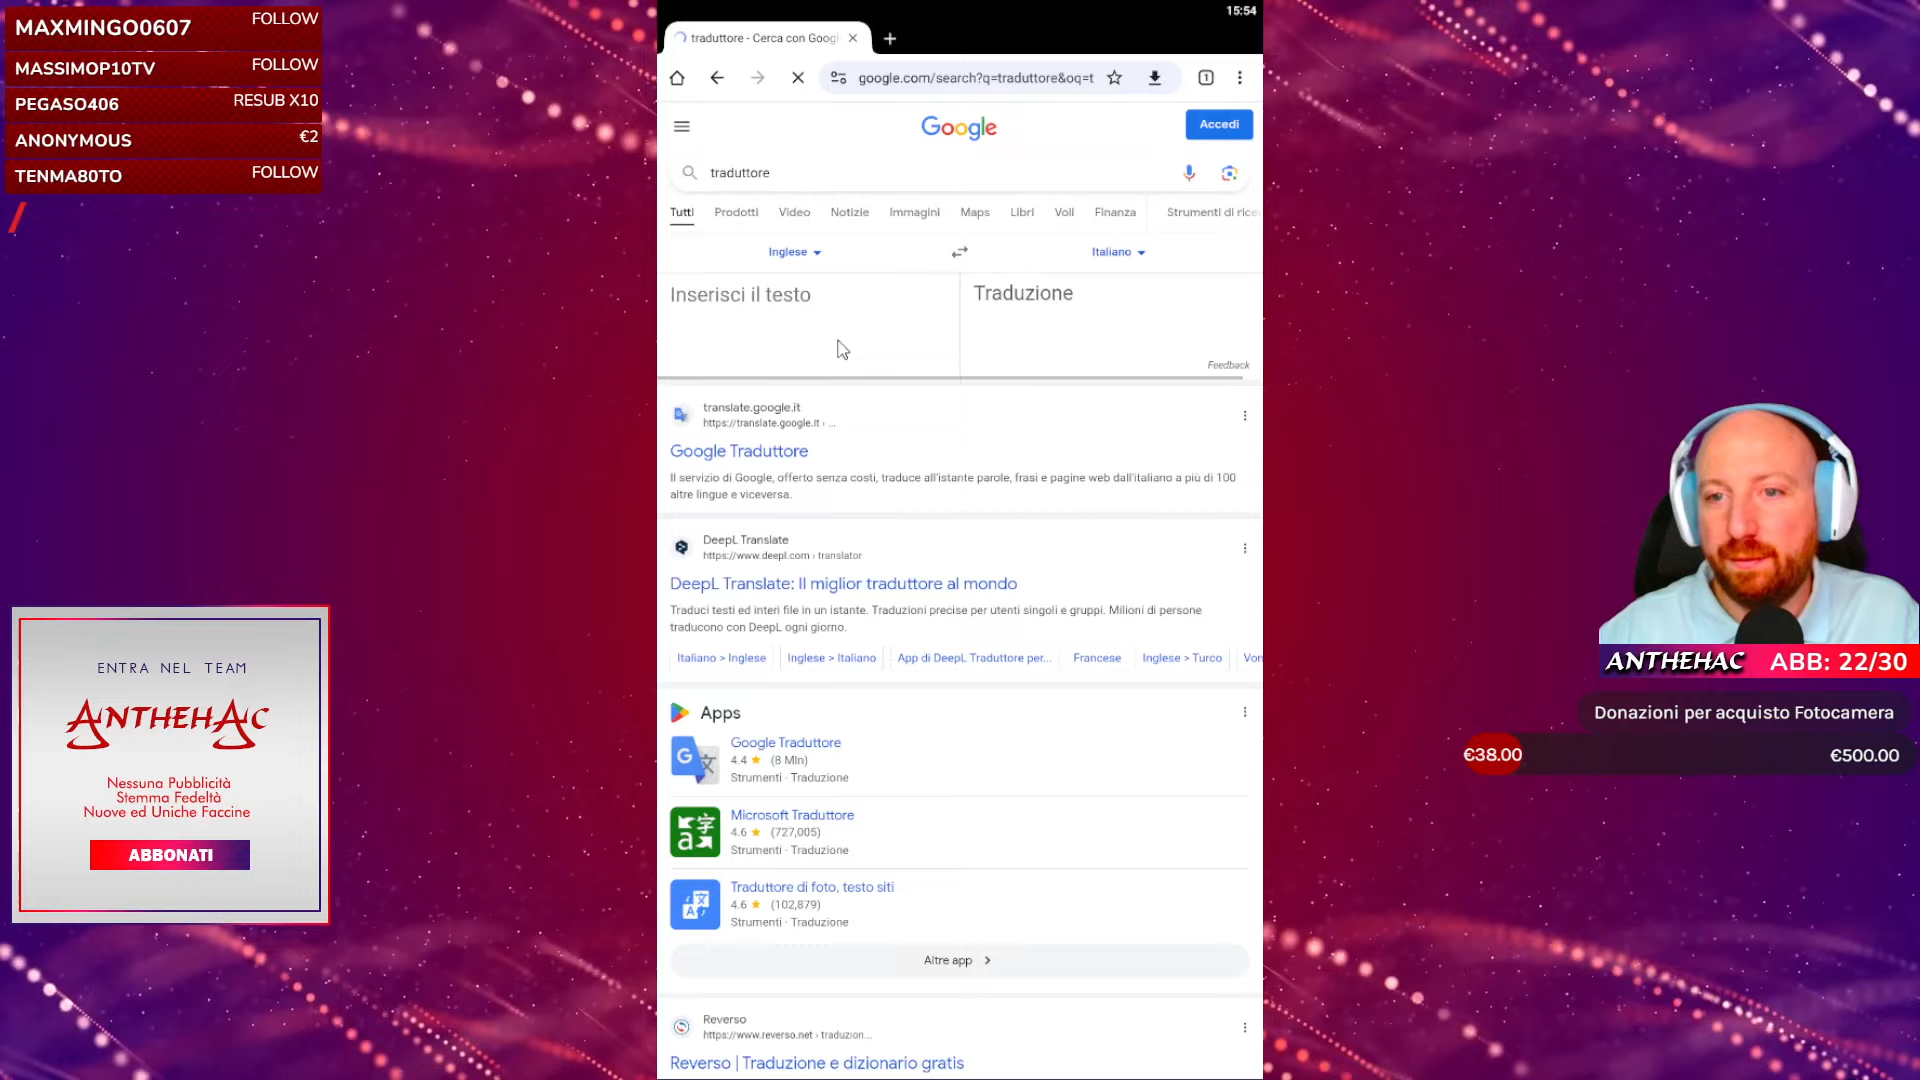 MAXMINGO0607 FOLLOW
MASSIMOP10TV FOLLOW
PEGASO406 RESUB X10
ANONYMOUS €2
TENMA80TO FOLLOW
ENTRA NEL TEAM
ANTHEHAC
Nessuna Pubblicità
Stemma Fedeltà
Nuove ed Uniche Faccine
ABBONATI
15:54
traduttore - Cerca con Googl
google.com/search?q=traduttore&oq=t
1
Google
Accedi
traduttore
Tutti Prodotti Video Notizie Immagini Maps Libri Voli Finanza Strumenti di rice
Inglese Italiano
Inserisci il testo Traduzione
Feedback
translate.google.it
https://translate.google.it › ...
Google Traduttore
Il servizio di Google, offerto senza costi, traduce all'istante parole, frasi e pagine web dall'italiano a più di 100
altre lingue e viceversa.
DeepL Translate
https://www.deepl.com › translator
DeepL Translate: Il miglior traduttore al mondo
Traduci testi ed interi file in un istante. Traduzioni precise per utenti singoli e gruppi. Milioni di persone
traducono con DeepL ogni giorno.
Italiano > Inglese Inglese > Italiano App di DeepL Traduttore per... Francese Inglese > Turco Vor
Apps
Google Traduttore
4.4 ★ (8 Mln)
Strumenti · Traduzione
Microsoft Traduttore
4.6 ★ (727,005)
Strumenti · Traduzione
Traduttore di foto, testo siti
4.6 ★ (102,879)
Strumenti · Traduzione
Altre app
Reverso
https://www.reverso.net › traduzion...
Reverso | Traduzione e dizionario gratis
ANTHEHAC ABB: 22/30
Donazioni per acquisto Fotocamera
€38.00 €500.00